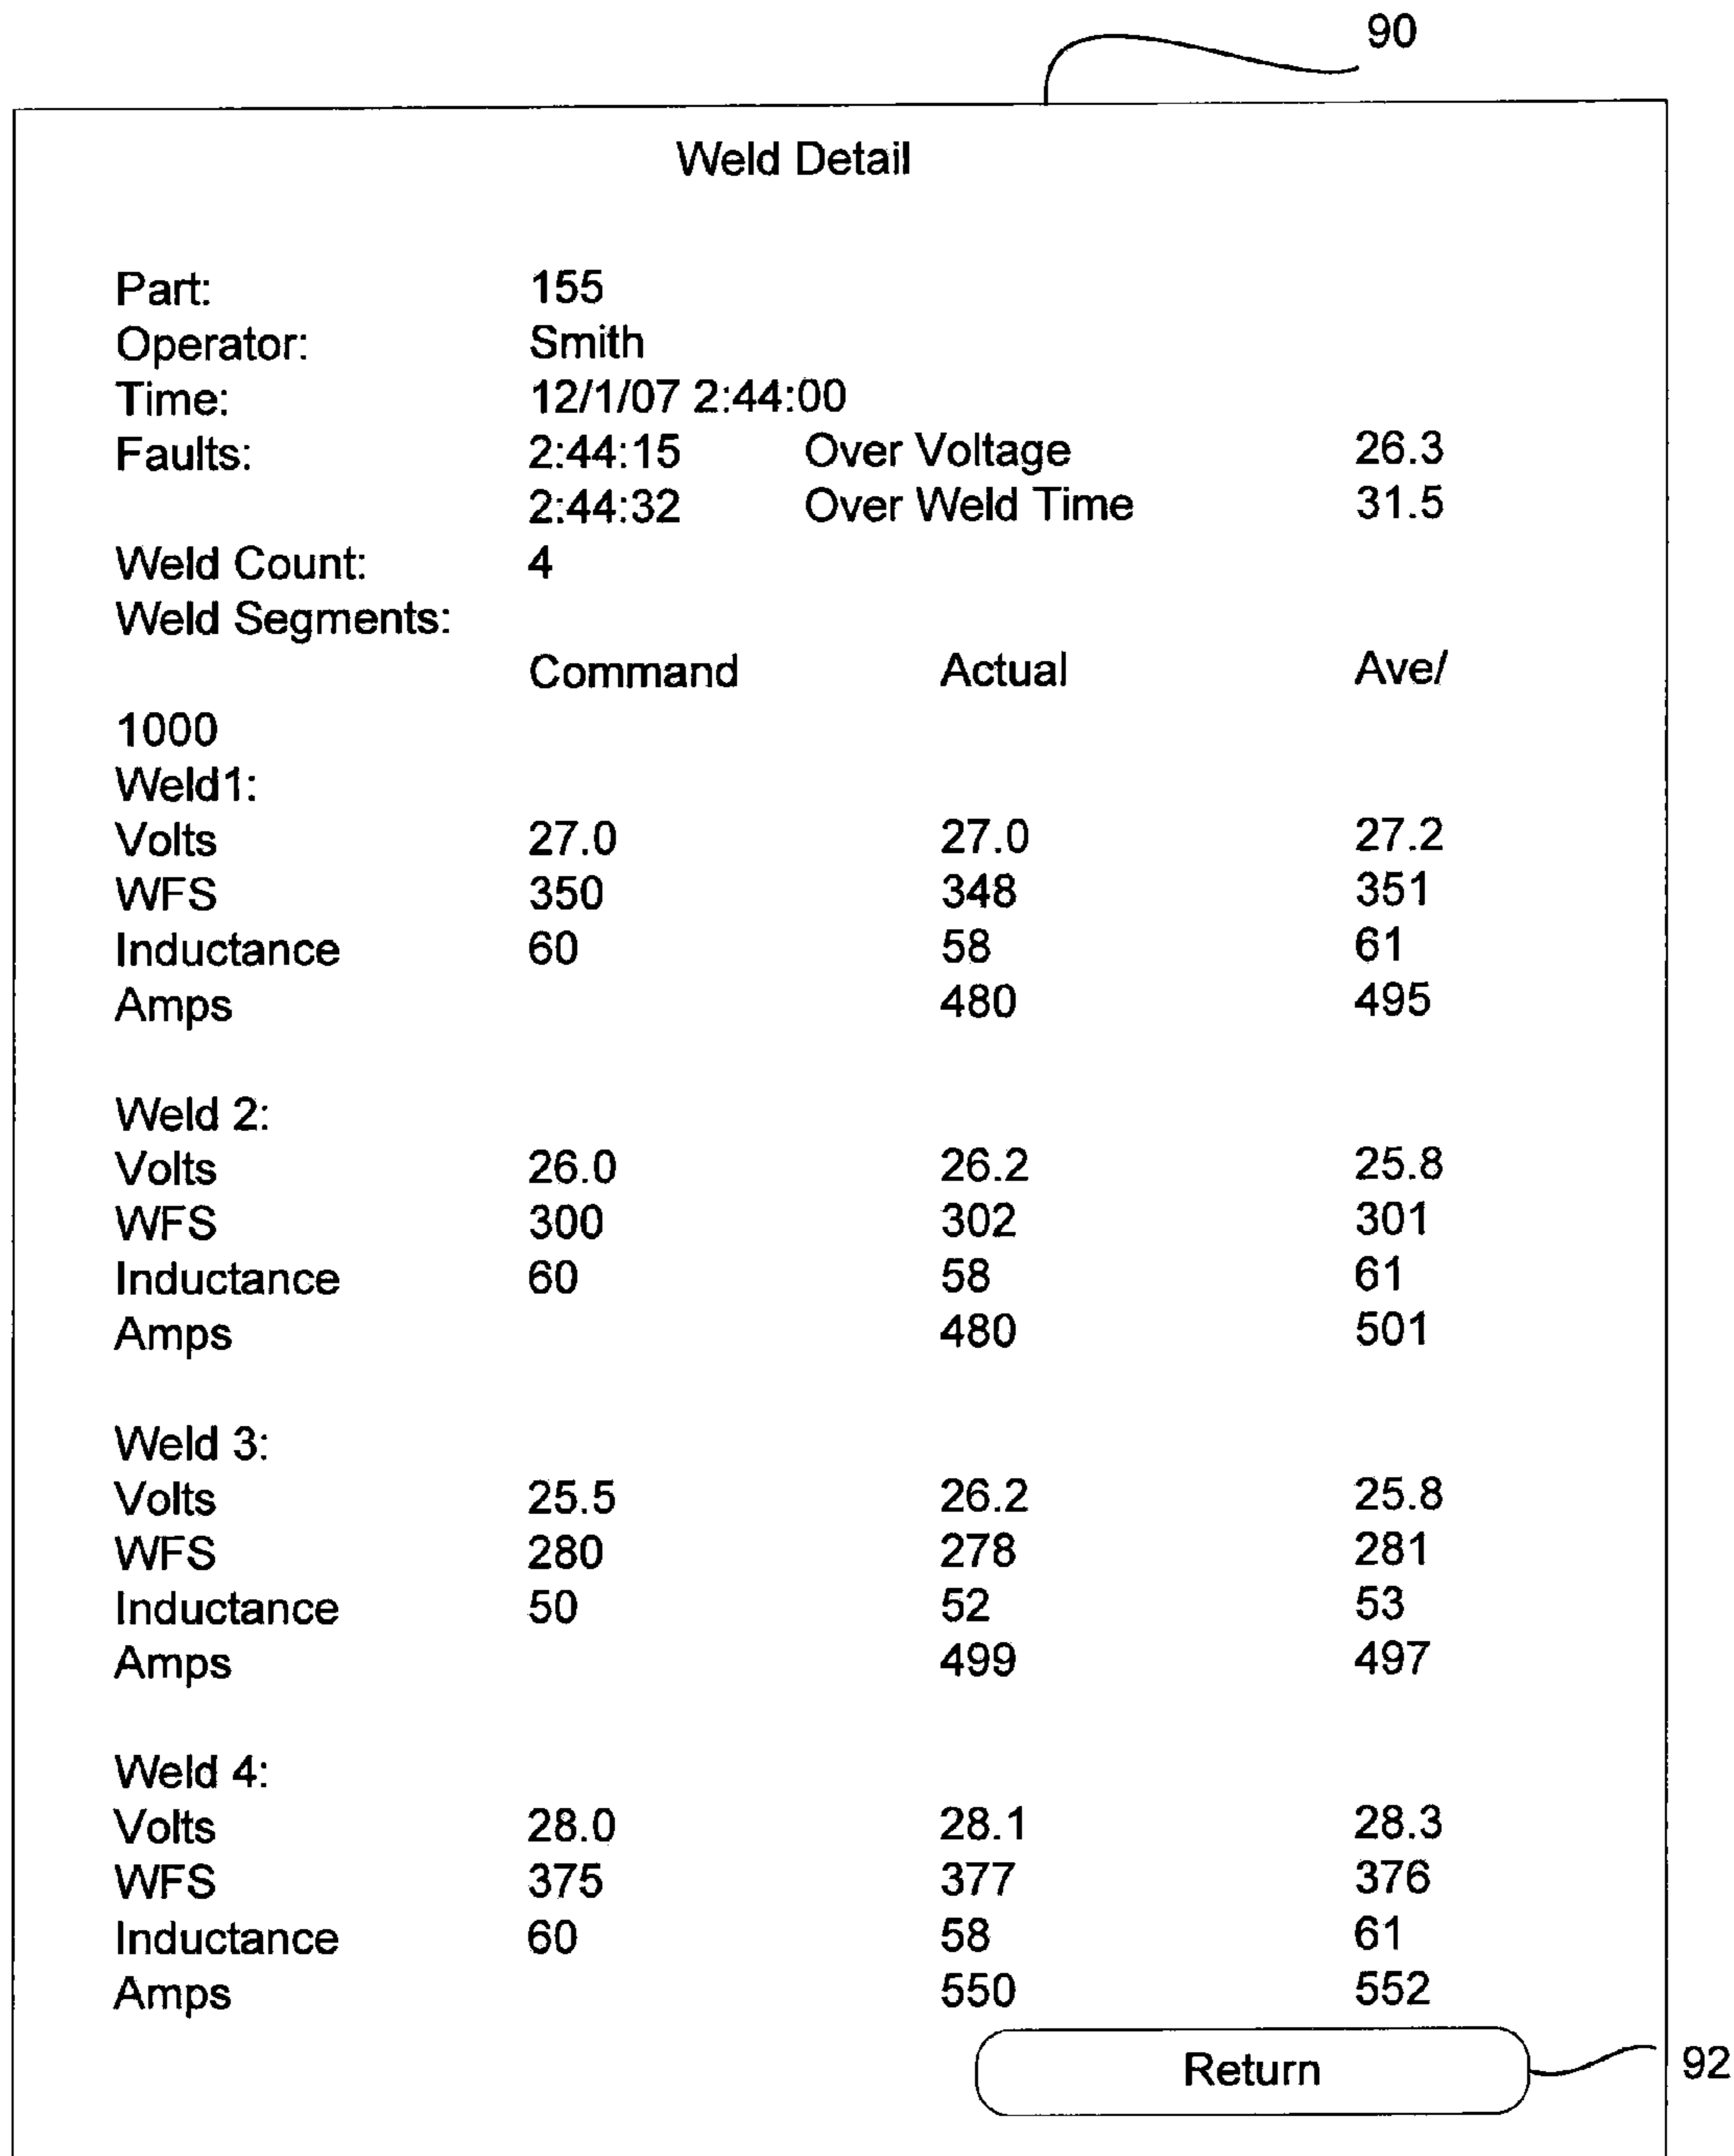 90
Weld Detail
Part: 155
Operator: Smith
Time: 12/1/07 2:44:00
Faults: 2:44:15 Over Voltage 26.3
2:44:32 Over Weld Time 31.5
Weld Count: 4
Weld Segments:
Command Actual Ave/
1000
Weld1:
Volts 27.0 27.0 27.2
WFS 350 348 351
Inductance 60 58 61
Amps 480 495
Weld 2:
Volts 26.0 26.2 25.8
WFS 300 302 301
Inductance 60 58 61
Amps 480 501
Weld 3:
Volts 25.5 26.2 25.8
WFS 280 278 281
Inductance 50 52 53
Amps 499 497
Weld 4:
Volts 28.0 28.1 28.3
WFS 375 377 376
Inductance 60 58 61
Amps 550 552
Return 92